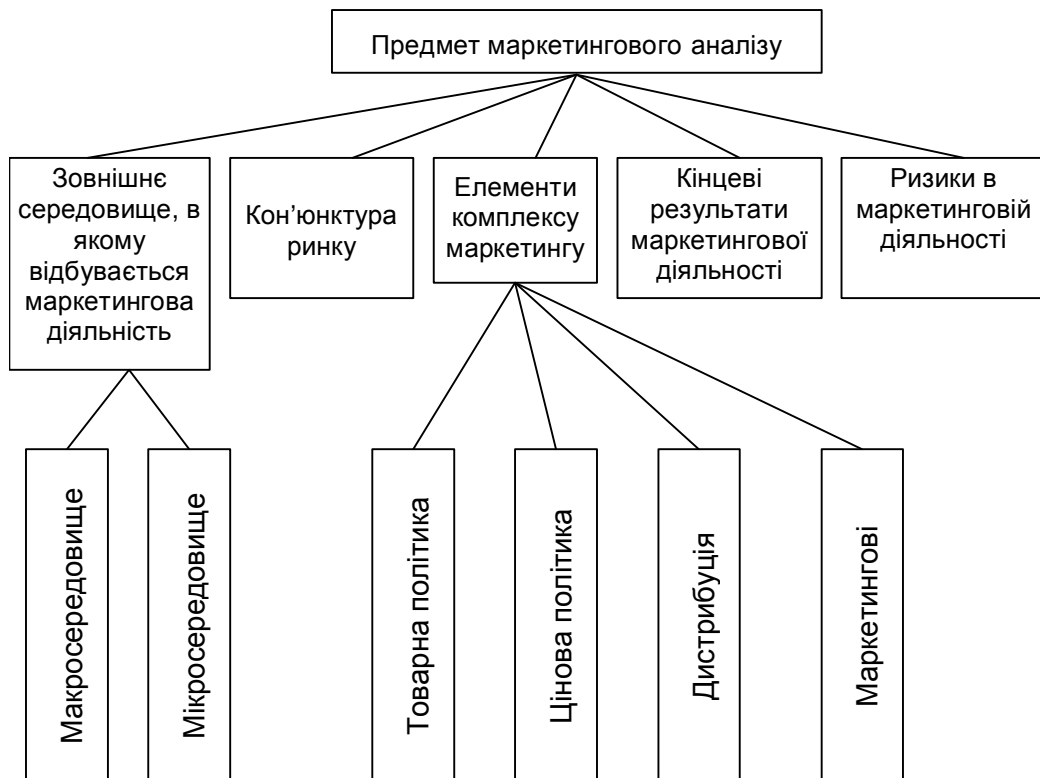 Предмет маркетингового аналізу
Зовнішнє
середовище, в
якому
відбувається
маркетингова
діяльність
Кон’юнктура
ринку
Елементи
комплексу
маркетингу
Кінцеві
результати
маркетингової
діяльності
Ризики в
маркетинговій
діяльності
Макросередовище
Мікросередовище
Товарна політика
Цінова політика
Дистрибуція
Маркетингові